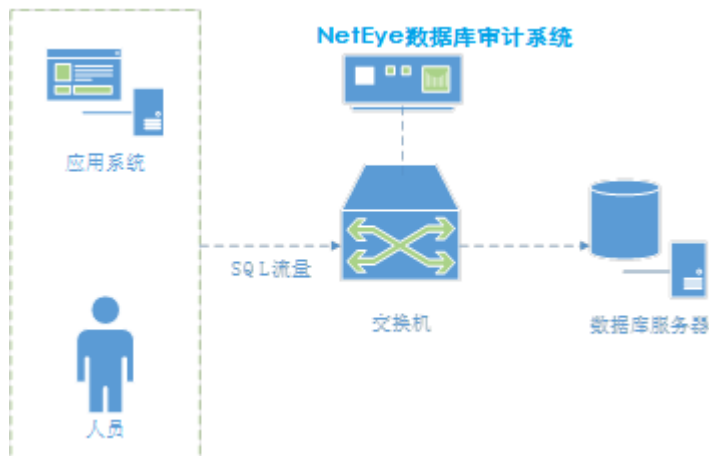 NetEye数据库审计系统
应用系统
SQL流量
交换机
数据库服务器
人员